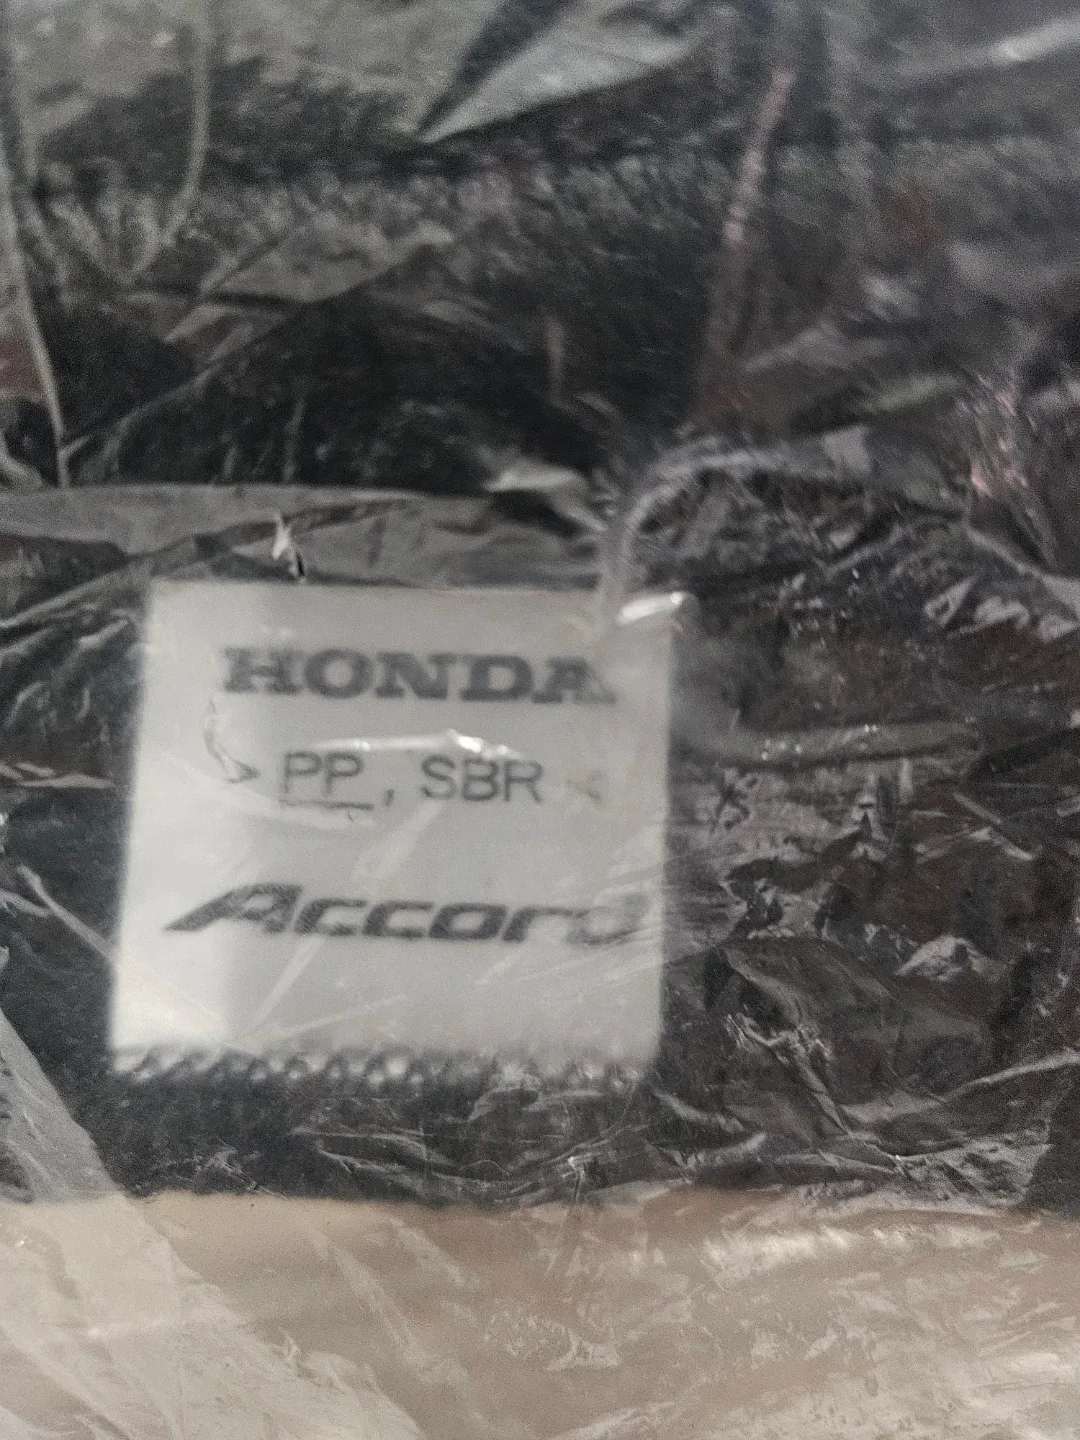 HONDA
> PP, SBR <
Accord